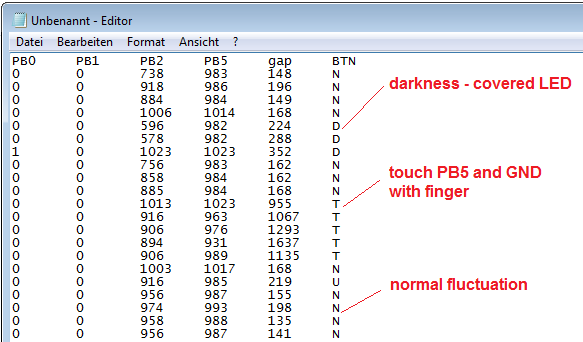 Unbenannt - Editor
Datei Bearbeiten Format Ansicht ?
PB0 PB1 PB2 PB5 gap BTN
0 0 738 983 148 N
0 0 918 986 196 N
0 0 884 984 149 N
0 0 1006 1014 168 N
0 0 596 982 224 D
0 0 578 982 288 D
1 0 1023 1023 352 D
0 0 756 983 162 N
0 0 858 984 162 N
0 0 885 984 168 N
0 0 1013 1023 955 T
0 0 916 963 1067 T
0 0 906 976 1293 T
0 0 894 931 1637 T
0 0 906 989 1135 T
0 0 1003 1017 168 N
0 0 916 985 219 U
0 0 956 987 155 N
0 0 974 993 198 N
0 0 958 988 135 N
0 0 956 987 141 N
darkness - covered LED
touch PB5 and GND
with finger
normal fluctuation